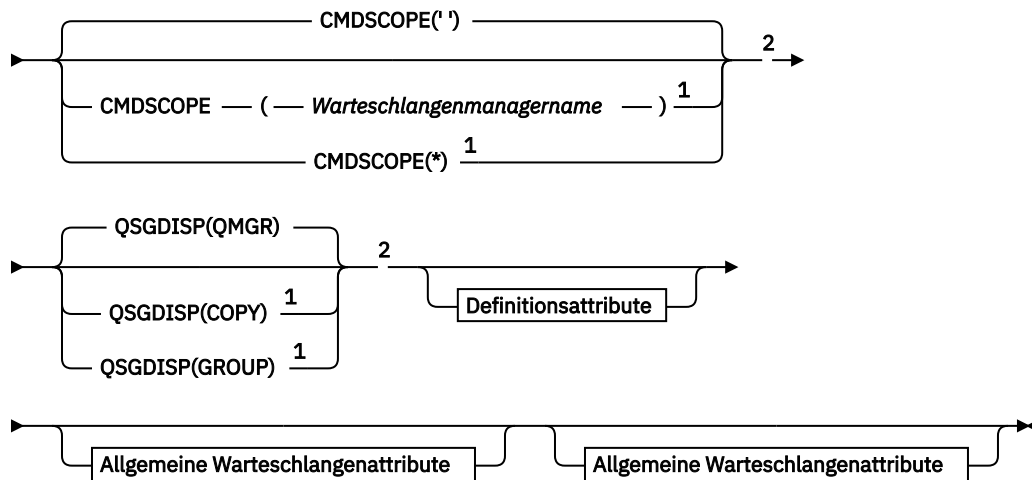 CMDSCOPE(' ')
2
CMDSCOPE ( Warteschlangenmanagername ) 1
CMDSCOPE(*) 1
QSGDISP(QMGR)
2
QSGDISP(COPY) 1
Definitionsattribute
QSGDISP(GROUP) 1
Allgemeine Warteschlangenattribute Allgemeine Warteschlangenattribute